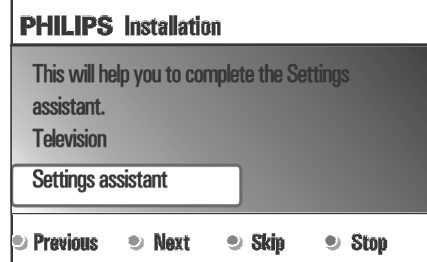 PHILIPS Installation
This will help you to complete the Settings
assistant.
Television
Settings assistant
Previous Next Skip Stop